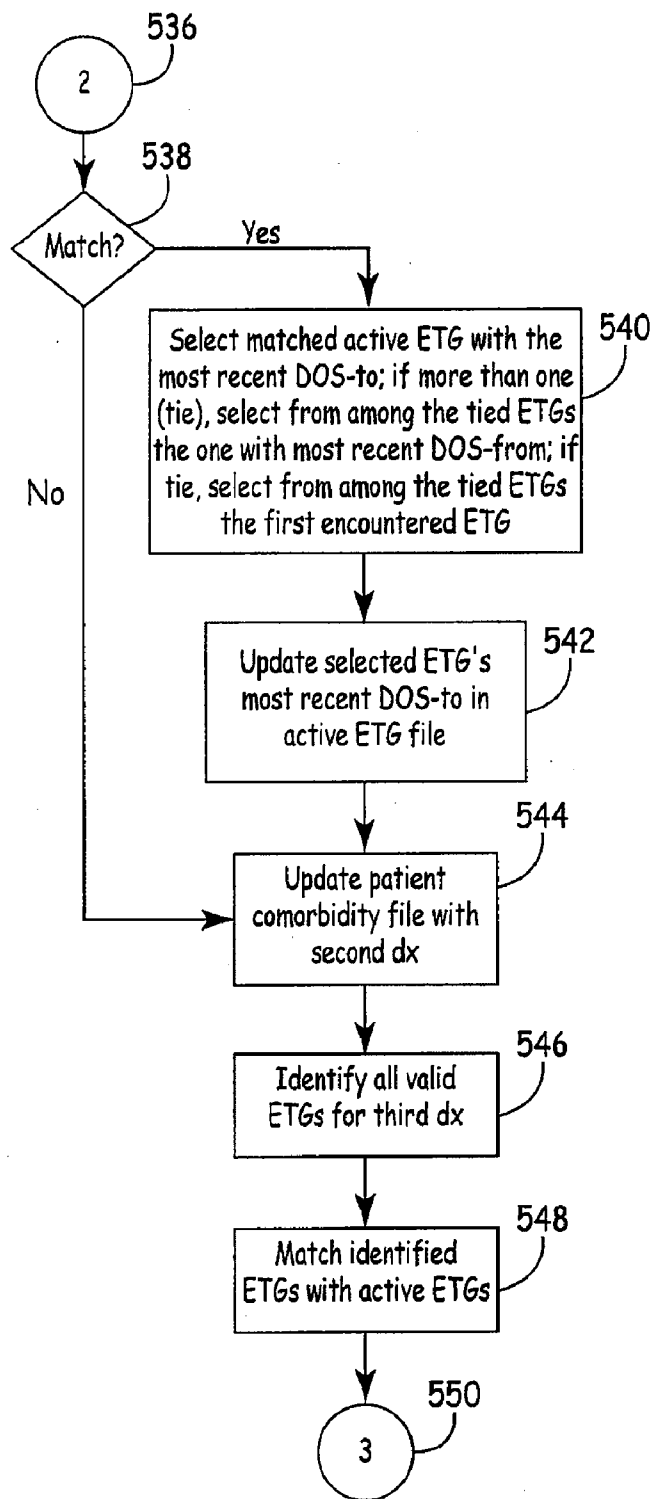 536
2
538
Match?
Yes
540
Select matched active ETG with the
most recent DOS-to; if more than one
(tie), select from among the tied ETGs
the one with most recent DOS-from; if
tie, select from among the tied ETGs
the first encountered ETG
No
542
Update selected ETG's
most recent DOS-to in
active ETG file
544
Update patient
comorbidity file with
second dx
546
Identify all valid
ETGs for third dx
548
Match identified
ETGs with active ETGs
550
3